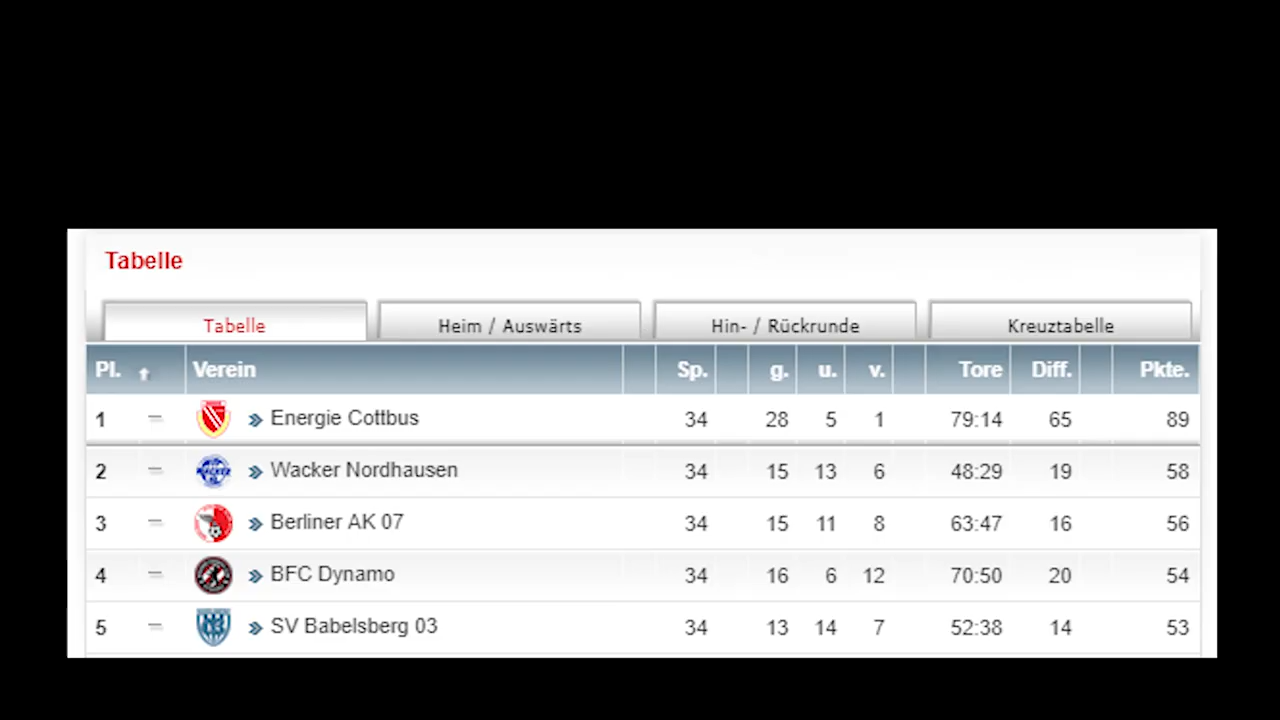 Tabelle
Tabelle Heim / Auswärts Hin- / Rückrunde Kreuztabelle
Pl. Verein Sp. g. u. v. Tore Diff. Pkte.
1 Energie Cottbus 34 28 5 1 79:14 65 89
2 Wacker Nordhausen 34 15 13 6 48:29 19 58
3 Berliner AK 07 34 15 11 8 63:47 16 56
4 BFC Dynamo 34 16 6 12 70:50 20 54
5 SV Babelsberg 03 34 13 14 7 52:38 14 53